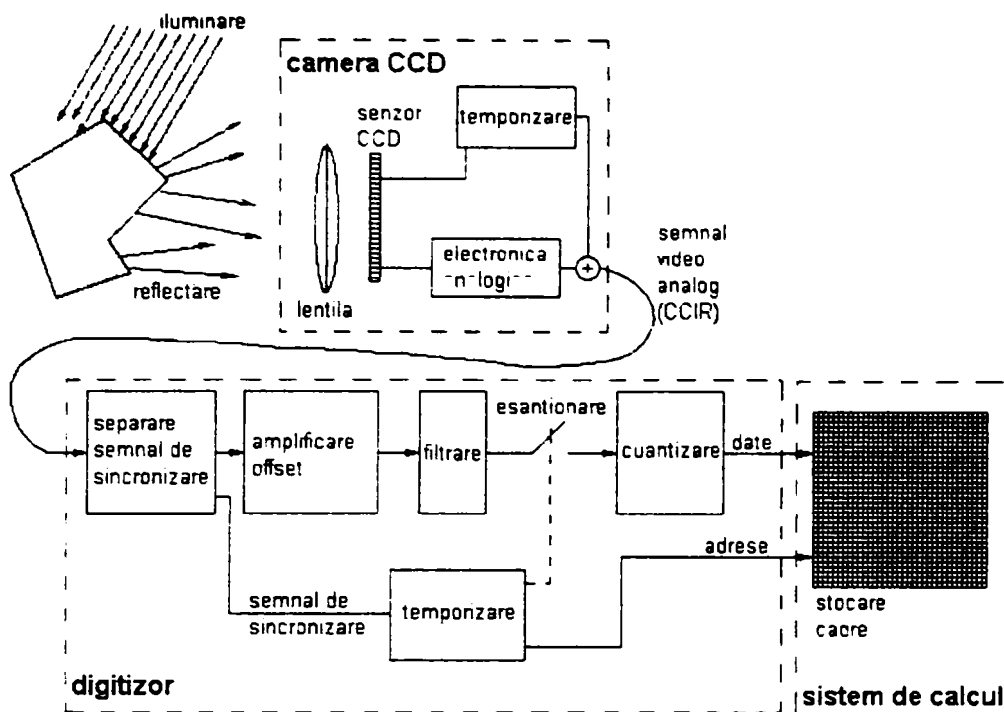 iluminare
camera CCD
senzor
CCD
temporizare
electronica
lentila
reflectare
semnal
video
analog
(CCIR)
separare
semnal de
sincronizare
amplificare
offset
filtrare
esantionare
cuantizare
date
adrese
semnal de
sincronizare
temporizare
stocare
cadre
digitizor
sistem de calcul